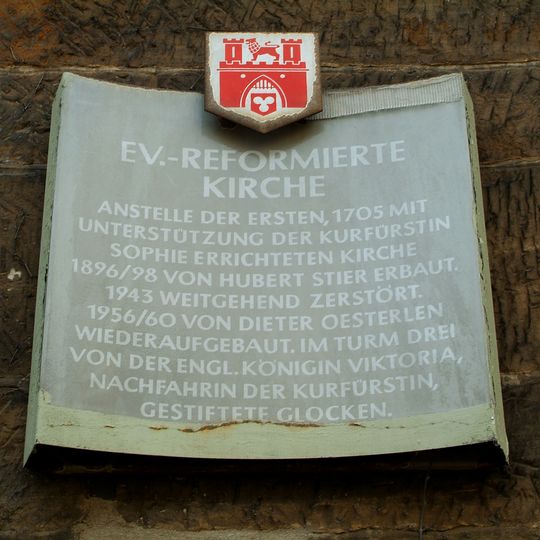 EV.-REFORMIERTE
KIRCHE
ANSTELLE DER ERSTEN, 1705 MIT
UNTERSTÜTZUNG DER KURFÜRSTIN
SOPHIE ERRICHTETEN KIRCHE
1896/98 VON HUBERT STIER ERBAUT.
1943 WEITGEHEND ZERSTÖRT.
1956/60 VON DIETER OESTERLEN
WIEDERAUFGEBAUT. IM TURM DREI
VON DER ENGL. KÖNIGIN VIKTORIA,
NACHFAHRIN DER KURFÜRSTIN,
GESTIFTETE GLOCKEN.